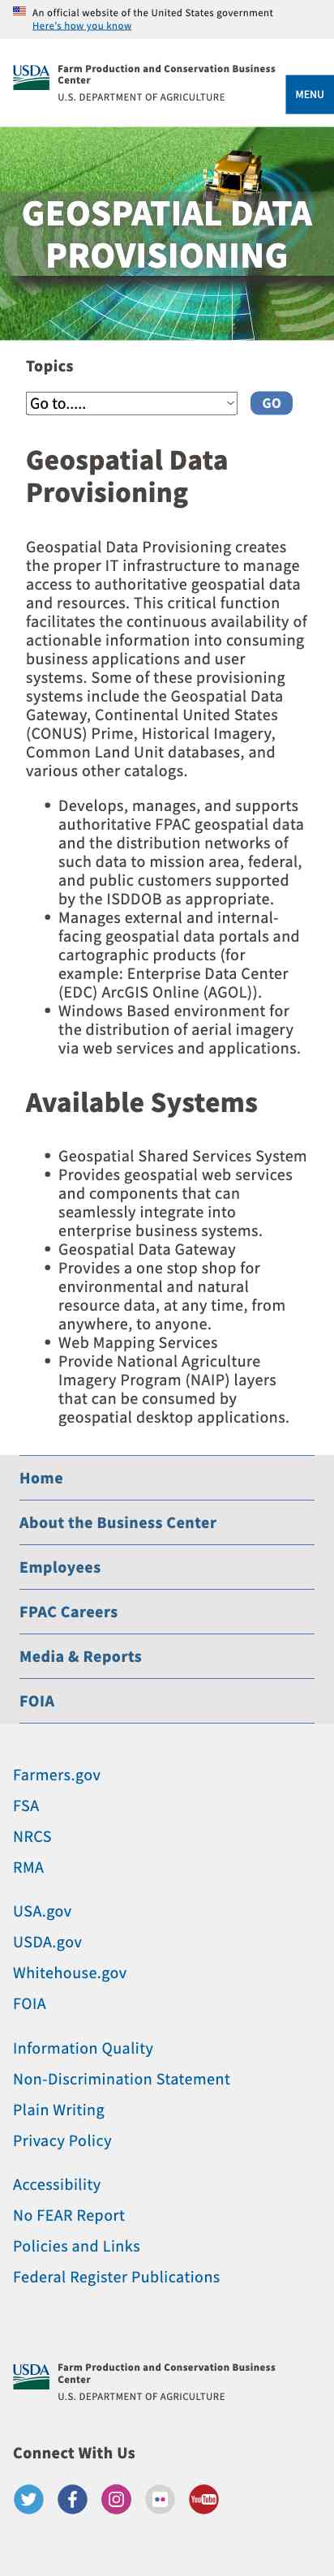 An official website of the United States government
Here's how you know
USDA
Farm Production and Conservation Business
Center
U.S. DEPARTMENT OF AGRICULTURE
MENU
GEOSPATIAL DATA
PROVISIONING
Topics
Go to.....
GO
Geospatial Data
Provisioning
Geospatial Data Provisioning creates
the proper IT infrastructure to manage
access to authoritative geospatial data
and resources. This critical function
facilitates the continuous availability of
actionable information into consuming
business applications and user
systems. Some of these provisioning
systems include the Geospatial Data
Gateway, Continental United States
(CONUS) Prime, Historical Imagery,
Common Land Unit databases, and
various other catalogs.
• Develops, manages, and supports
authoritative FPAC geospatial data
and the distribution networks of
such data to mission area, federal,
and public customers supported
by the ISDDOB as appropriate.
• Manages external and internal-
facing geospatial data portals and
cartographic products (for
example: Enterprise Data Center
(EDC) ArcGIS Online (AGOL)).
• Windows Based environment for
the distribution of aerial imagery
via web services and applications.
Available Systems
• Geospatial Shared Services System
• Provides geospatial web services
and components that can
seamlessly integrate into
enterprise business systems.
• Geospatial Data Gateway
• Provides a one stop shop for
environmental and natural
resource data, at any time, from
anywhere, to anyone.
• Web Mapping Services
• Provide National Agriculture
Imagery Program (NAIP) layers
that can be consumed by
geospatial desktop applications.
Home
About the Business Center
Employees
FPAC Careers
Media & Reports
FOIA
Farmers.gov
FSA
NRCS
RMA
USA.gov
USDA.gov
Whitehouse.gov
FOIA
Information Quality
Non-Discrimination Statement
Plain Writing
Privacy Policy
Accessibility
No FEAR Report
Policies and Links
Federal Register Publications
USDA
Farm Production and Conservation Business
Center
U.S. DEPARTMENT OF AGRICULTURE
Connect With Us
YouTube